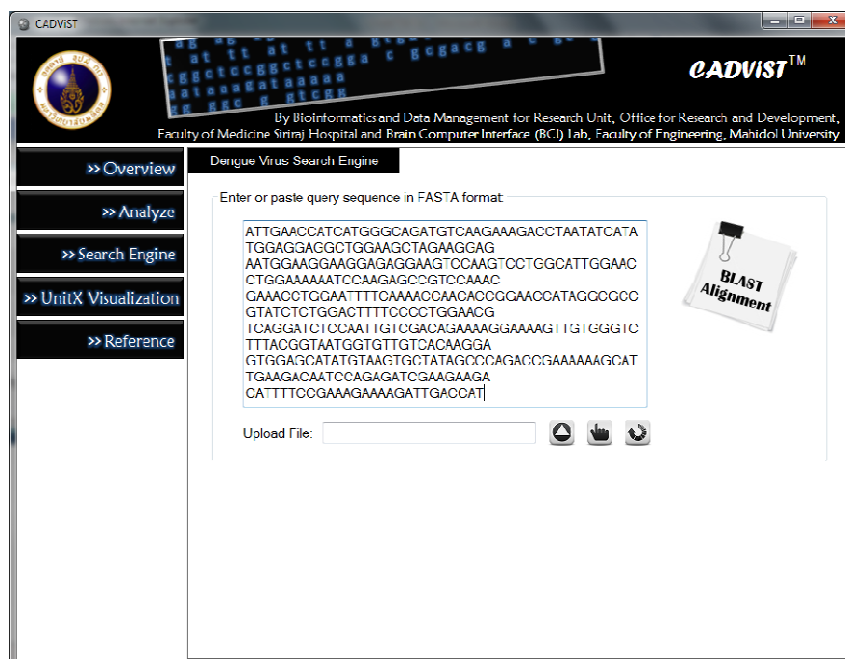 CADViST
CADViST™
By Bioinformatics and Data Management for Research Unit, Office for Research and Development,
Faculty of Medicine Siriraj Hospital and Brain Computer Interface (BCI) Lab, Faculty of Engineering, Mahidol University
>> Overview
>> Analyze
>> Search Engine
>> UnitX Visualization
>> Reference
Dengue Virus Search Engine
Enter or paste query sequence in FASTA format
ATTGAACCATCATGGGCAGATGTCAAGAAAGACCTAATATCATA
TGGAGGAGGCTGGAAGCTAGAAGGAG
AATGGAAGGAAGGAGAGGAAGTCCAAGTCCTGGCATTGGAAC
CTGGAAAAAATCCAAGAGCCGTCCAAAC
GAAACCTGGAATTTTCAAAACCAACACCGGAACCATAGGCGCC
GTATCTCTGGACTTTTCCCCTGGAACG
TCAGGATCTCCAATTGTCGACAGAAAAGGAAAAGTTGTGGGTC
TTTACGGTAATGGTGTTGTCACAAGGA
GTGGAGCATATGTAAGTGCTATAGCCCAGACCGAAAAAAGCAT
TGAAGACAATCCAGAGATCGAAGAAGA
CATTTTCCGAAAGAAAAGATTGACCAT
BLAST
Alignment
Upload File: